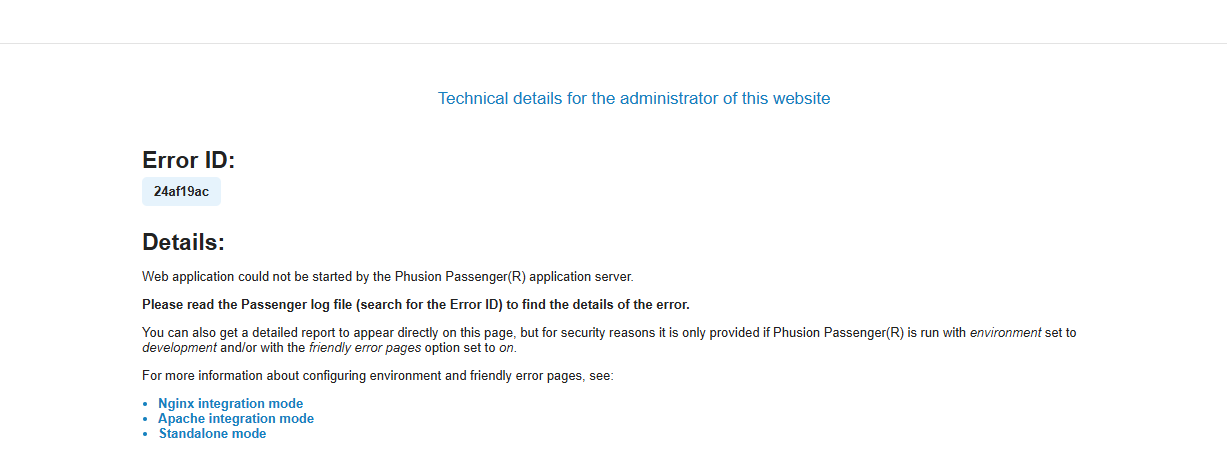 Technical details for the administrator of this website
Error ID:
24af19ac
Details:
Web application could not be started by the Phusion Passenger(R) application server.
Please read the Passenger log file (search for the Error ID) to find the details of the error.
You can also get a detailed report to appear directly on this page, but for security reasons it is only provided if Phusion Passenger(R) is run with environment set to
development and/or with the friendly error pages option set to on.
For more information about configuring environment and friendly error pages, see:
• Nginx integration mode
• Apache integration mode
• Standalone mode